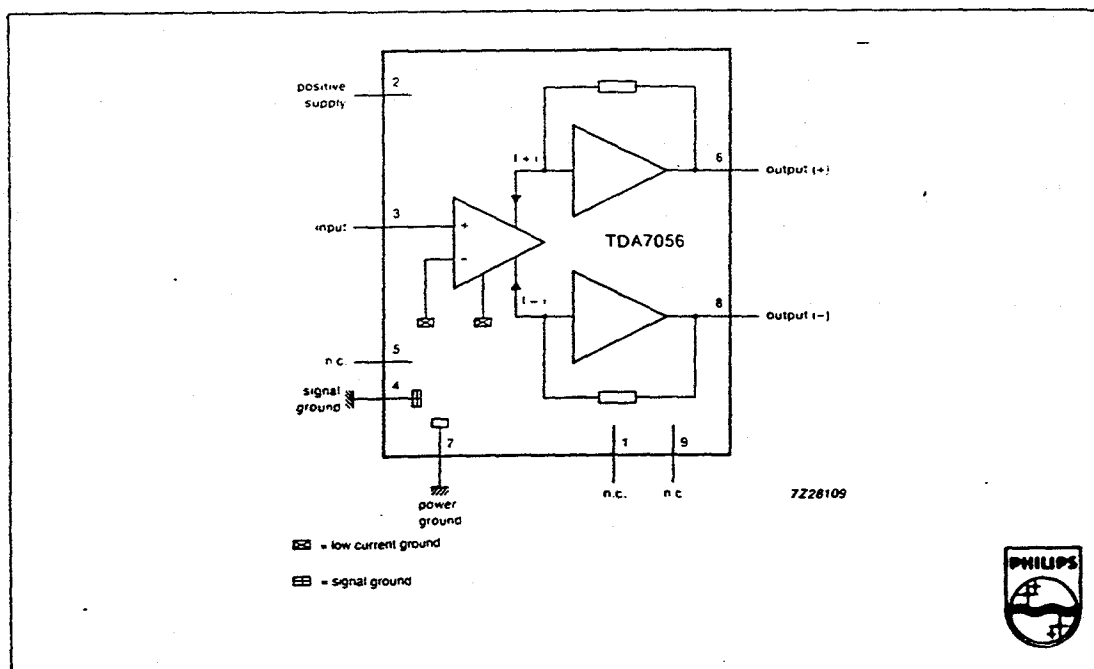 positive
supply
2
I + i
6
output (+)
input
3
+
−
TDA7056
I − i
8
output (−)
n.c.
5
signal
ground
4
7
1
9
n.c.
n.c
power
ground
7Z28109
= low current ground
= signal ground
PHILIPS